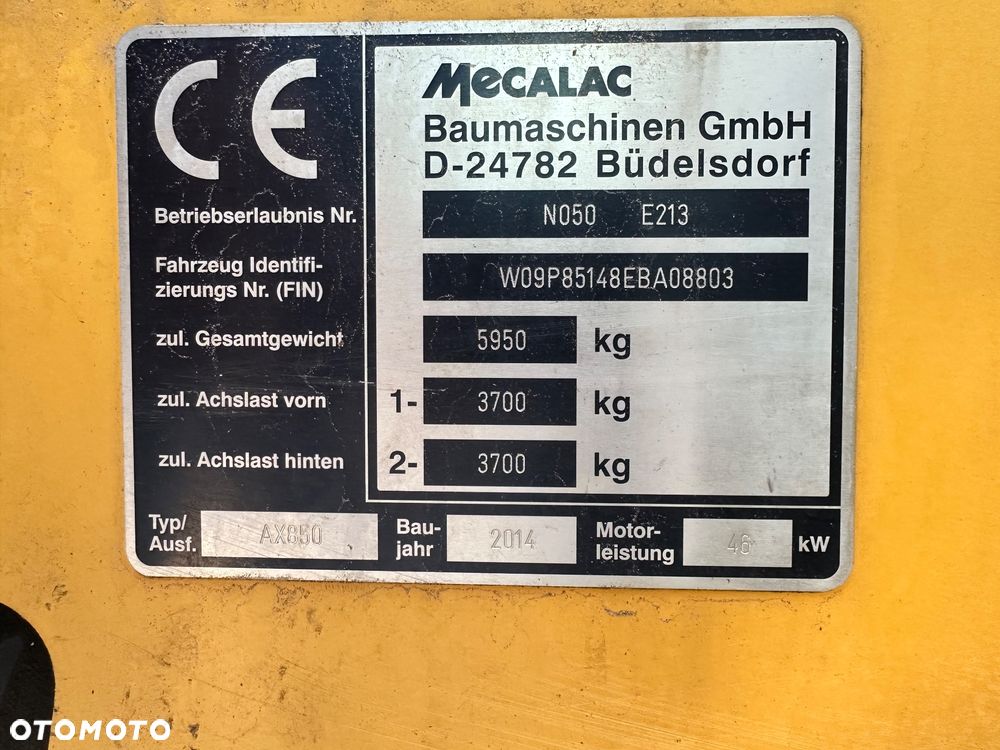 CE
MECALAC
Baumaschinen GmbH
D-24782 Büdelsdorf
Betriebserlaubnis Nr.
N050 E213
Fahrzeug Identifi-
zierungs Nr. (FIN)
W09P85148EBA08803
zul. Gesamtgewicht
5950 kg
zul. Achslast vorn
1- 3700 kg
zul. Achslast hinten
2- 3700 kg
Typ/
Ausf. AX850
Bau-
jahr 2014
Motor-
leistung 46 kW
OTOMOTO